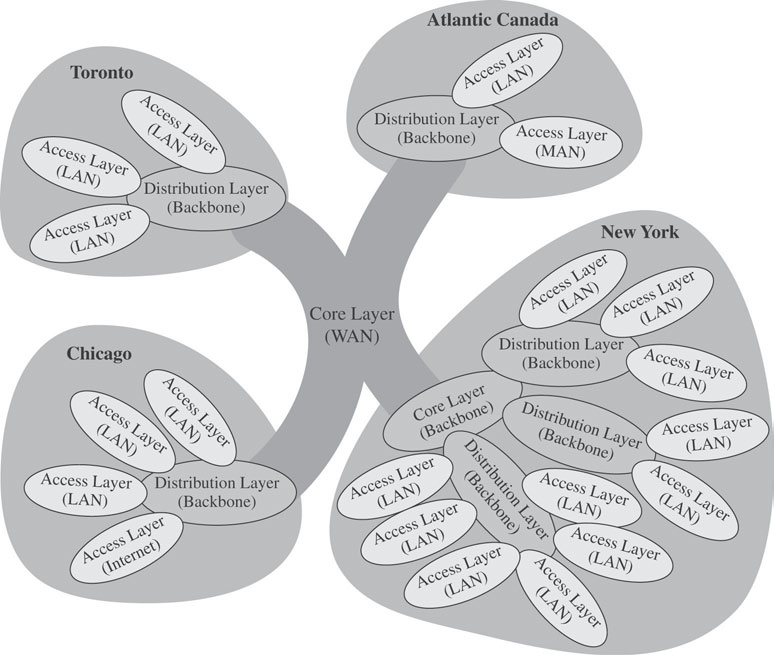 Atlantic Canada
Access Layer
(LAN)
Distribution Layer
(Backbone)
Access Layer
(MAN)
Toronto
Access Layer
(LAN)
Access Layer
(LAN)
Distribution Layer
(Backbone)
Access Layer
(LAN)
Core Layer
(WAN)
New York
Access Layer
(LAN)
Access Layer
(LAN)
Distribution Layer
(Backbone)
Access Layer
(LAN)
Core Layer
(Backbone)
Distribution Layer
(Backbone)
Access Layer
(LAN)
Access Layer
(LAN)
Distribution Layer
(Backbone)
Access Layer
(LAN)
Access Layer
(LAN)
Access Layer
(LAN)
Access Layer
(LAN)
Access Layer
(LAN)
Access Layer
(LAN)
Chicago
Access Layer
(LAN)
Access Layer
(LAN)
Access Layer
(LAN)
Distribution Layer
(Backbone)
Access Layer
(Internet)